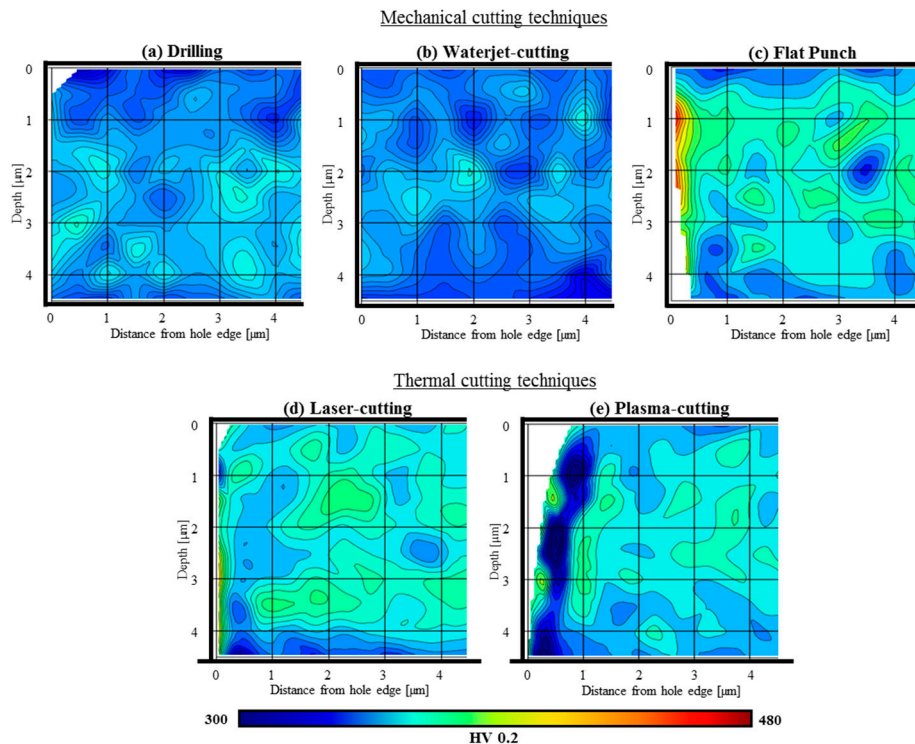 Mechanical cutting techniques
(a) Drilling
(b) Waterjet-cutting
(c) Flat Punch
0
1
2
3
4
Depth [µm]
0 1 2 3 4
Distance from hole edge [µm]
0
1
2
3
4
Depth [µm]
0 1 2 3 4
Distance from hole edge [µm]
0
1
2
3
4
Depth [µm]
0 1 2 3 4
Distance from hole edge [µm]
Thermal cutting techniques
(d) Laser-cutting
(e) Plasma-cutting
0
1
2
3
4
Depth [µm]
0 1 2 3 4
Distance from hole edge [µm]
0
1
2
3
4
Depth [µm]
0 1 2 3 4
Distance from hole edge [µm]
300 480
HV 0.2